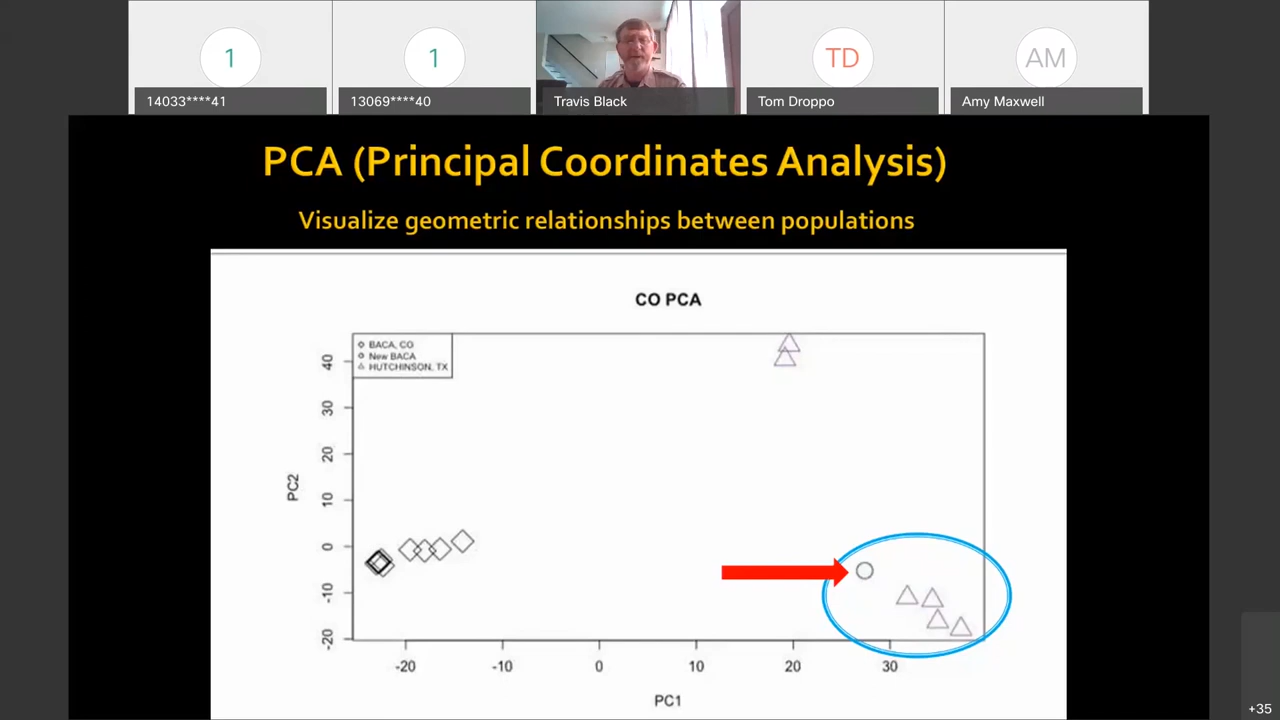 1
1
TD
AM
14033****41
13069****40
Travis Black
Tom Droppo
Amy Maxwell
PCA (Principal Coordinates Analysis)
Visualize geometric relationships between populations
CO PCA
BACA, CO
New BACA
HUTCHINSON, TX
40
30
20
10
0
-10
-20
PC2
-20
-10
0
10
20
30
PC1
+35